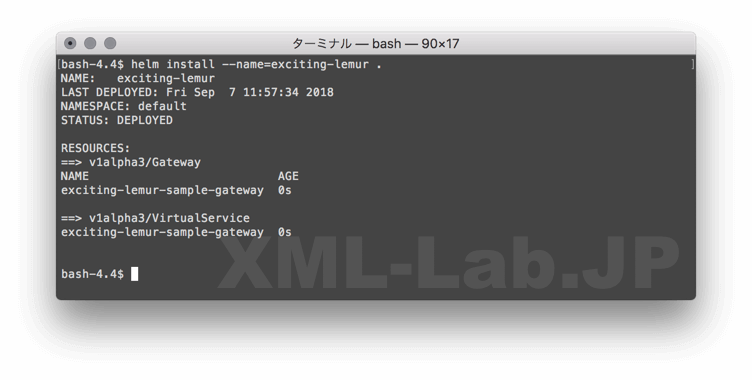 ターミナル — bash — 90×17
[bash-4.4$ helm install --name=exciting-lemur . ]
NAME:   exciting-lemur
LAST DEPLOYED: Fri Sep  7 11:57:34 2018
NAMESPACE: default
STATUS: DEPLOYED
RESOURCES:
==> v1alpha3/Gateway
NAME                            AGE
exciting-lemur-sample-gateway  0s
==> v1alpha3/VirtualService
exciting-lemur-sample-gateway  0s
bash-4.4$
XML-Lab.JP